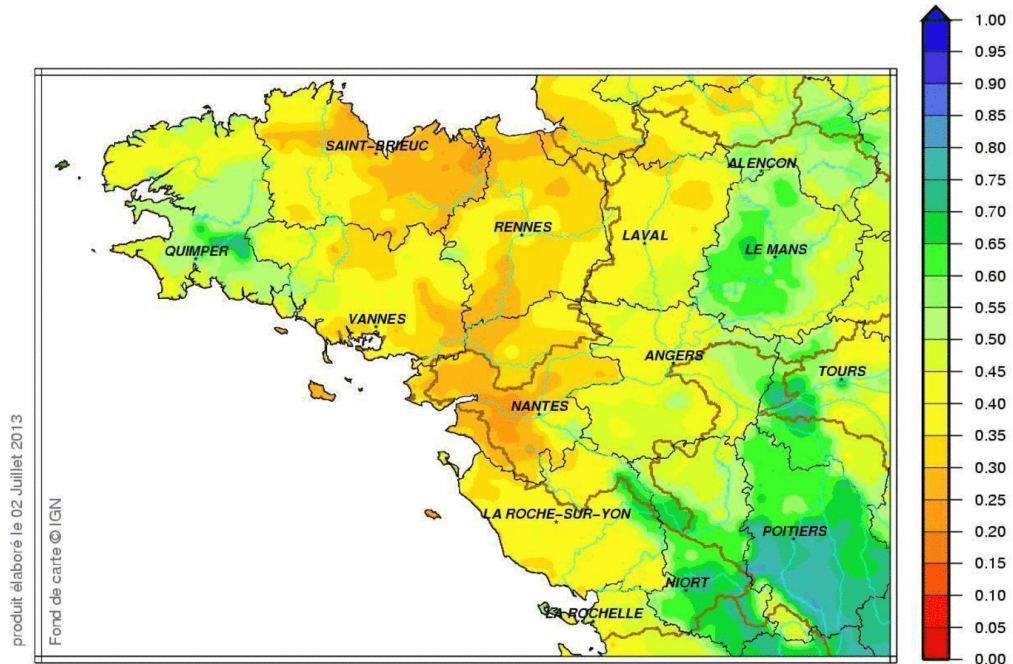 1.00
0.95
0.90
0.85
0.80
0.75
0.70
0.65
0.60
0.55
0.50
0.45
0.40
0.35
0.30
0.25
0.20
0.15
0.10
0.05
0.00
SAINT-BRIEUC
ALENÇON
RENNES
LAVAL
LE MANS
QUIMPER
VANNES
ANGERS
TOURS
NANTES
LA ROCHE-SUR-YON
POITIERS
NIORT
LA ROCHELLE
produit élaboré le 02 Juillet 2013
Fond de carte © IGN